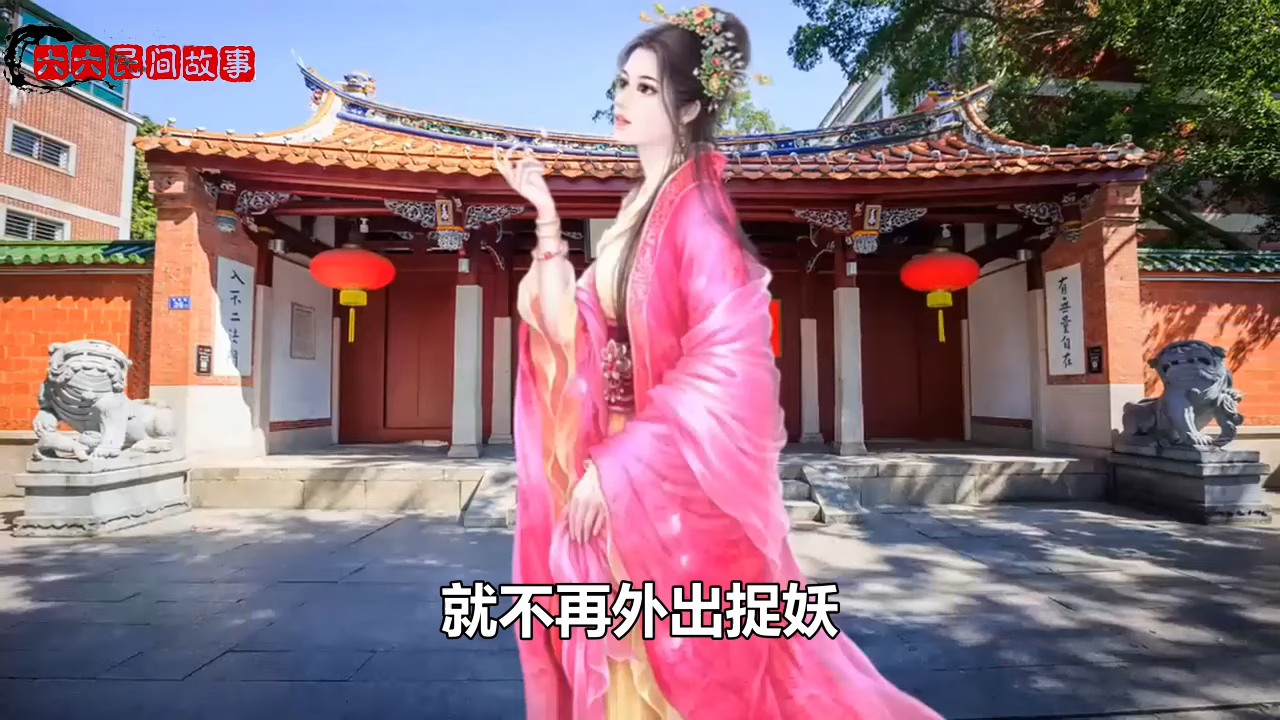 六六民间故事
入不二法門
有无量自在
就不再外出捉妖